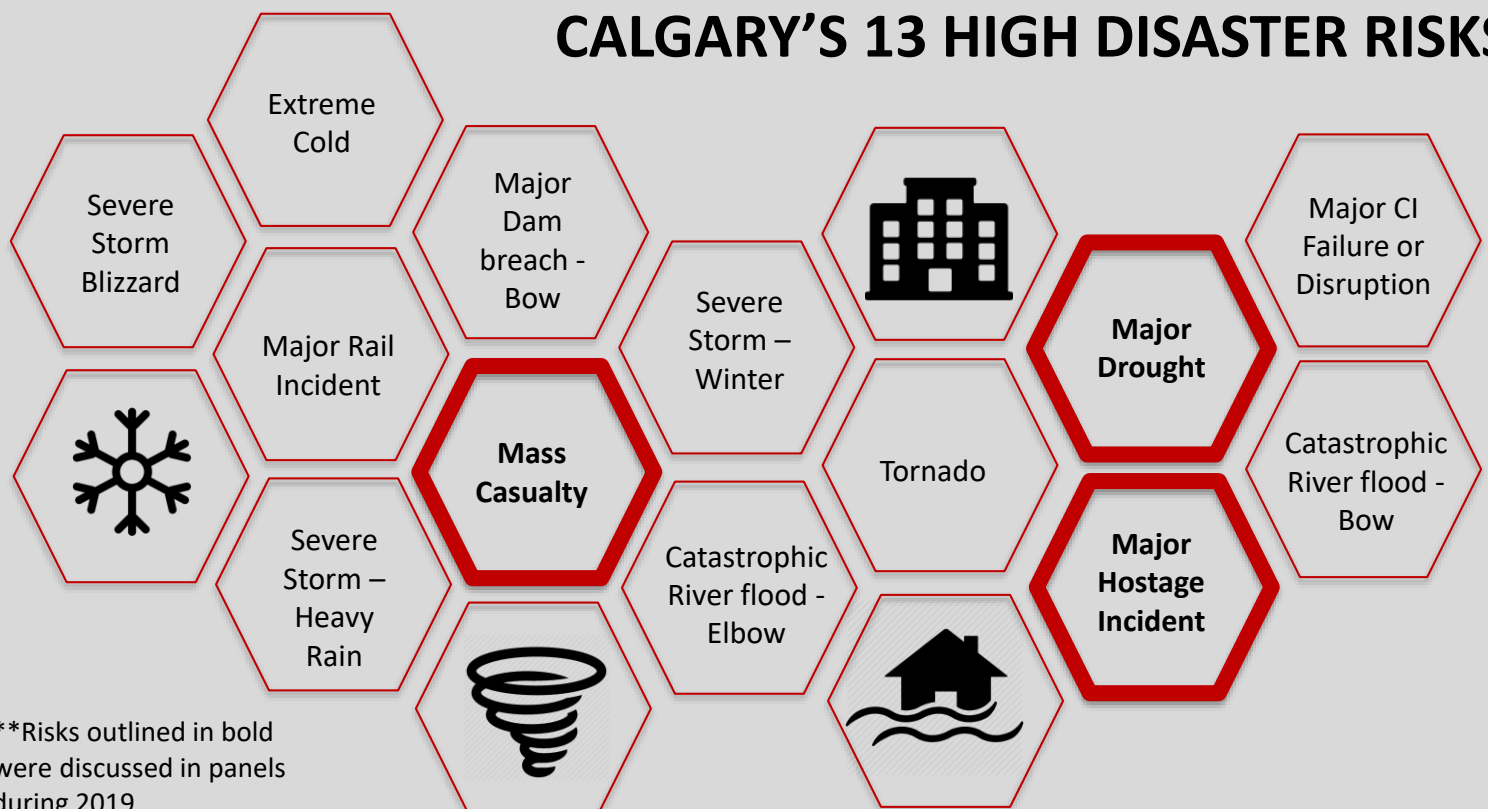 CALGARY’S 13 HIGH DISASTER RISKS
Extreme
Cold
Severe
Storm
Blizzard
Major
Dam
breach -
Bow
Major CI
Failure or
Disruption
Major Rail
Incident
Severe
Storm –
Winter
Major
Drought
Mass
Casualty
Tornado
Catastrophic
River flood -
Bow
Severe
Storm –
Heavy
Rain
Catastrophic
River flood -
Elbow
Major
Hostage
Incident
**Risks outlined in bold
were discussed in panels
during 2019